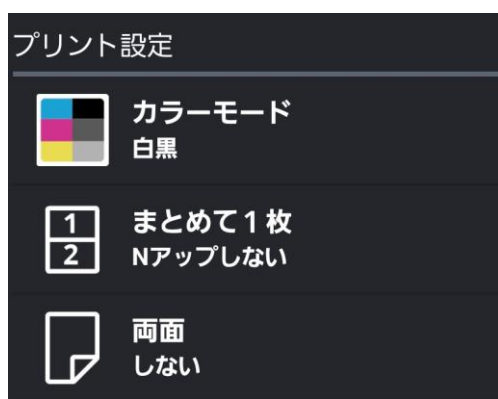 プリント設定
カラーモード
白黒
まとめて１枚
1
2
Nアップしない
両面
しない